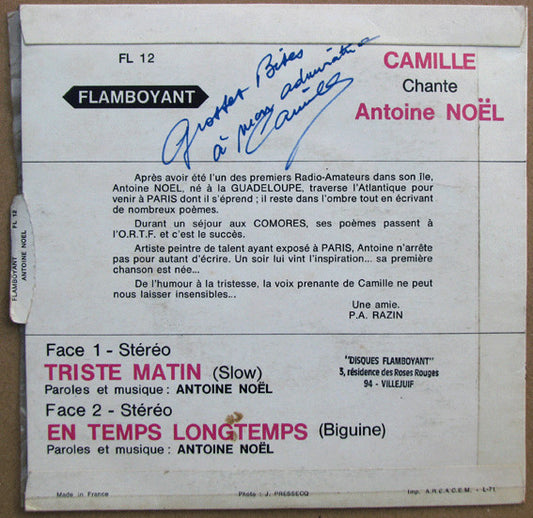 FL 12
FLAMBOYANT
Grosses Bises
à mon admiratrice
Camille
CAMILLE
Chante
Antoine NOËL
Après avoir été l'un des premiers Radio-Amateurs dans son île,
Antoine NOEL, né à la GUADELOUPE, traverse l'Atlantique pour
venir à PARIS dont il s'éprend ; il reste dans l'ombre tout en écrivant
de nombreux poèmes.
Durant un séjour aux COMORES, ses poèmes passent à
l'O.R.T.F. et c'est le succès.
Artiste peintre de talent ayant exposé à PARIS, Antoine n'arrête
pas pour autant d'écrire. Un soir lui vint l'inspiration... sa première
chanson est née...
De l'humour à la tristesse, la voix prenante de Camille ne peut
nous laisser insensibles...
Une amie.
P.A. RAZIN
FLAMBOYANT FL 12
ANTOINE NOEL
Face 1 - Stéréo
TRISTE MATIN (Slow)
Paroles et musique : ANTOINE NOËL
Face 2 - Stéréo
EN TEMPS LONGTEMPS (Biguine)
Paroles et musique : ANTOINE NOËL
"DISQUES FLAMBOYANT"
3, résidence des Roses Rouges
94 - VILLEJUIF
Made in France
Photo : J. PRESSECQ
Imp. A.R.E.A.C.E.M. - L-71